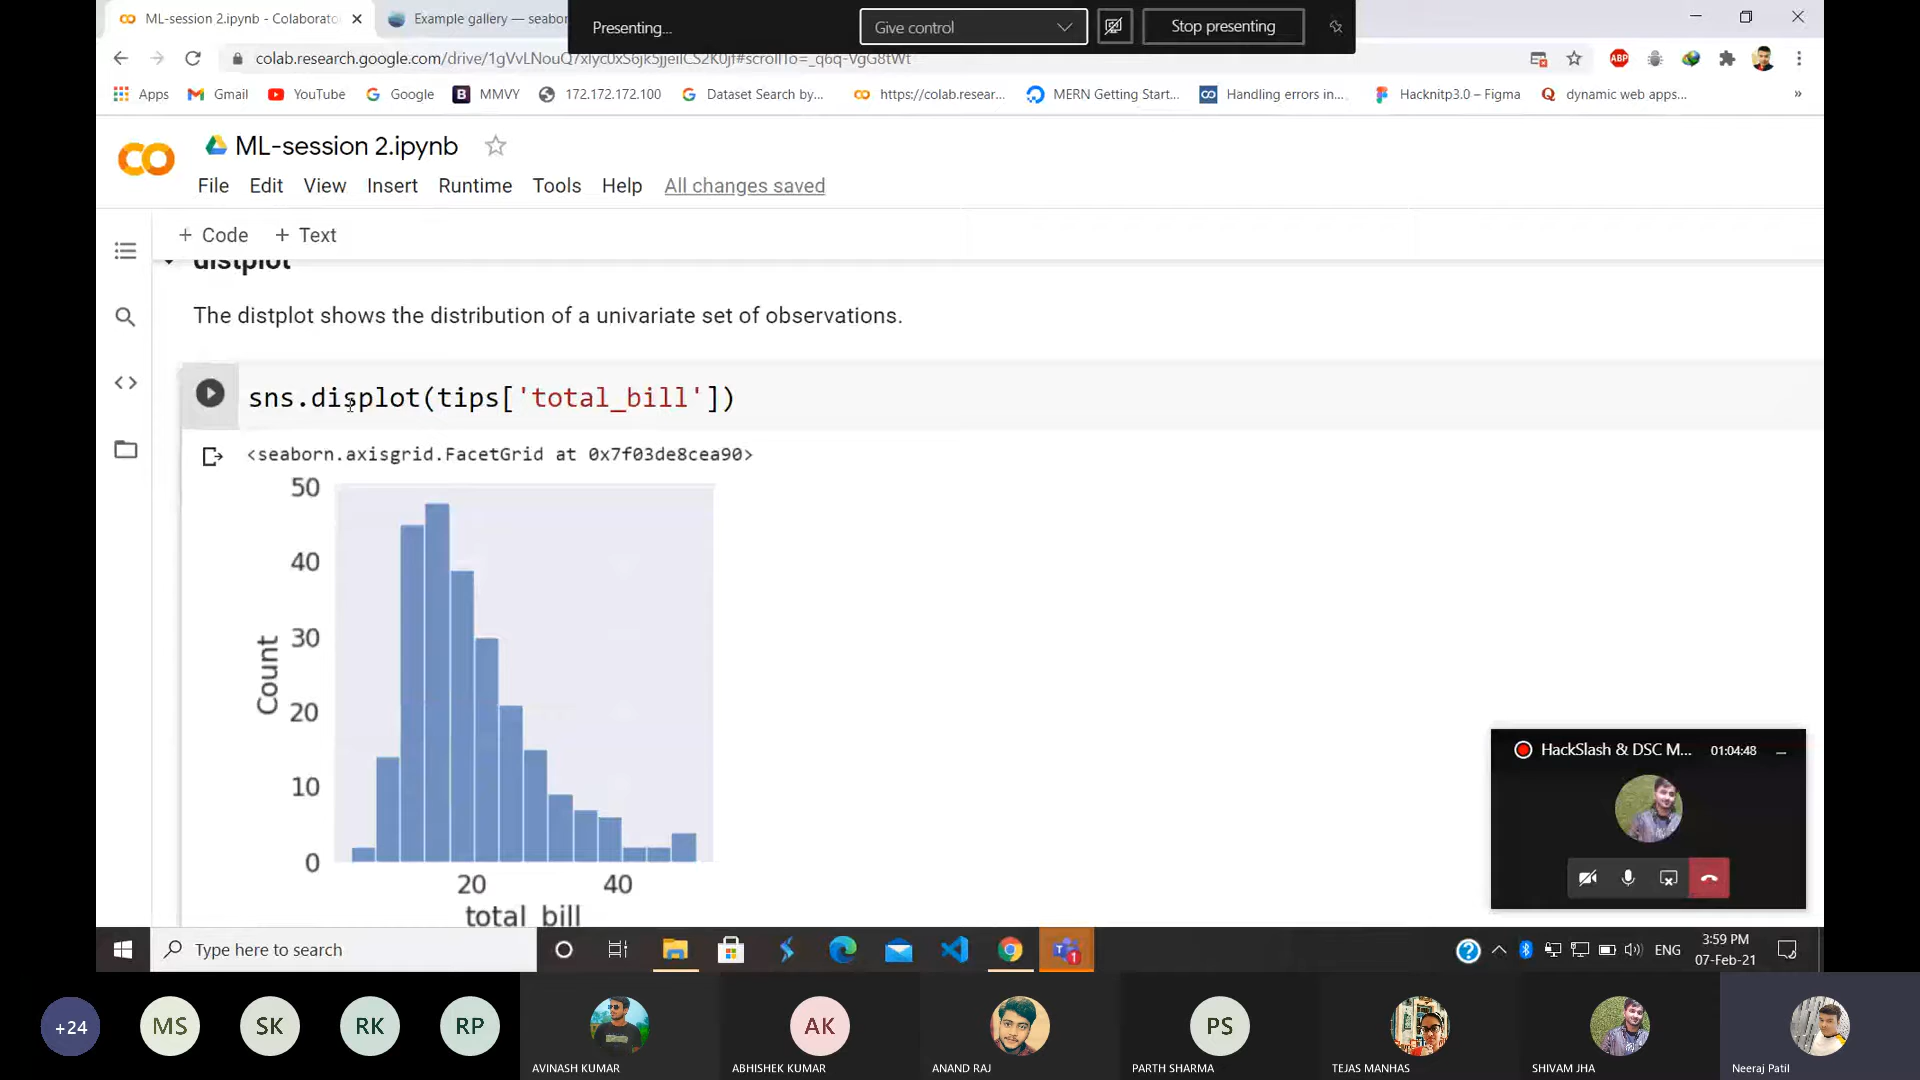 ML-session 2.ipynb - Colaborato
Example gallery — seabor
Presenting...
Give control
Stop presenting
colab.research.google.com/drive/
Apps
Gmail
YouTube
Google
MMVY
172.172.172.100
Dataset Search by...
https://colab.resear...
MERN Getting Start...
Handling errors in...
Hacknitp3.0 – Figma
dynamic web apps...
»
ML-session 2.ipynb
File Edit View Insert Runtime Tools Help All changes saved
+ Code + Text
distplot
The distplot shows the distribution of a univariate set of observations.
sns.displot(tips['total_bill'])
<seaborn.axisgrid.FacetGrid at 0x7f03de8cea90>
50
40
30
20
10
0
Count
20 40
total_bill
HackSlash & DSC M... 01:04:48
Type here to search
ENG
3:59 PM
07-Feb-21
+24
MS
SK
RK
RP
AK
PS
AVINASH KUMAR
ABHISHEK KUMAR
ANAND RAJ
PARTH SHARMA
TEJAS MANHAS
SHIVAM JHA
Neeraj Patil